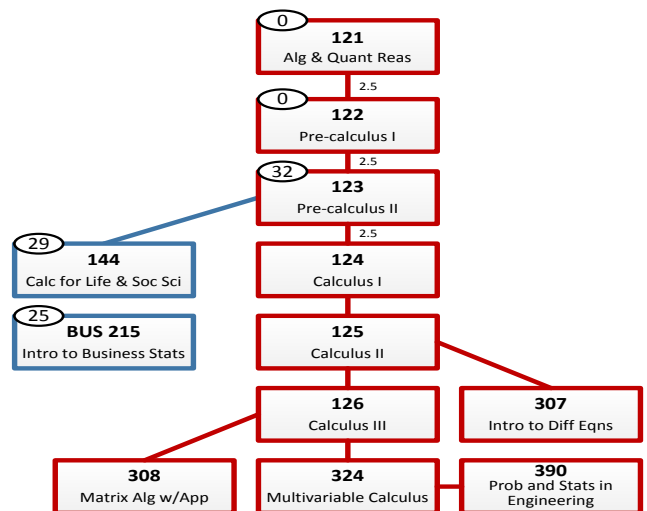 0
121
Alg & Quant Reas
2.5
0
122
Pre-calculus I
2.5
32
123
Pre-calculus II
2.5
29
144
Calc for Life & Soc Sci
124
Calculus I
25
BUS 215
Intro to Business Stats
125
Calculus II
126
Calculus III
307
Intro to Diff Eqns
308
Matrix Alg w/App
324
Multivariable Calculus
390
Prob and Stats in
Engineering